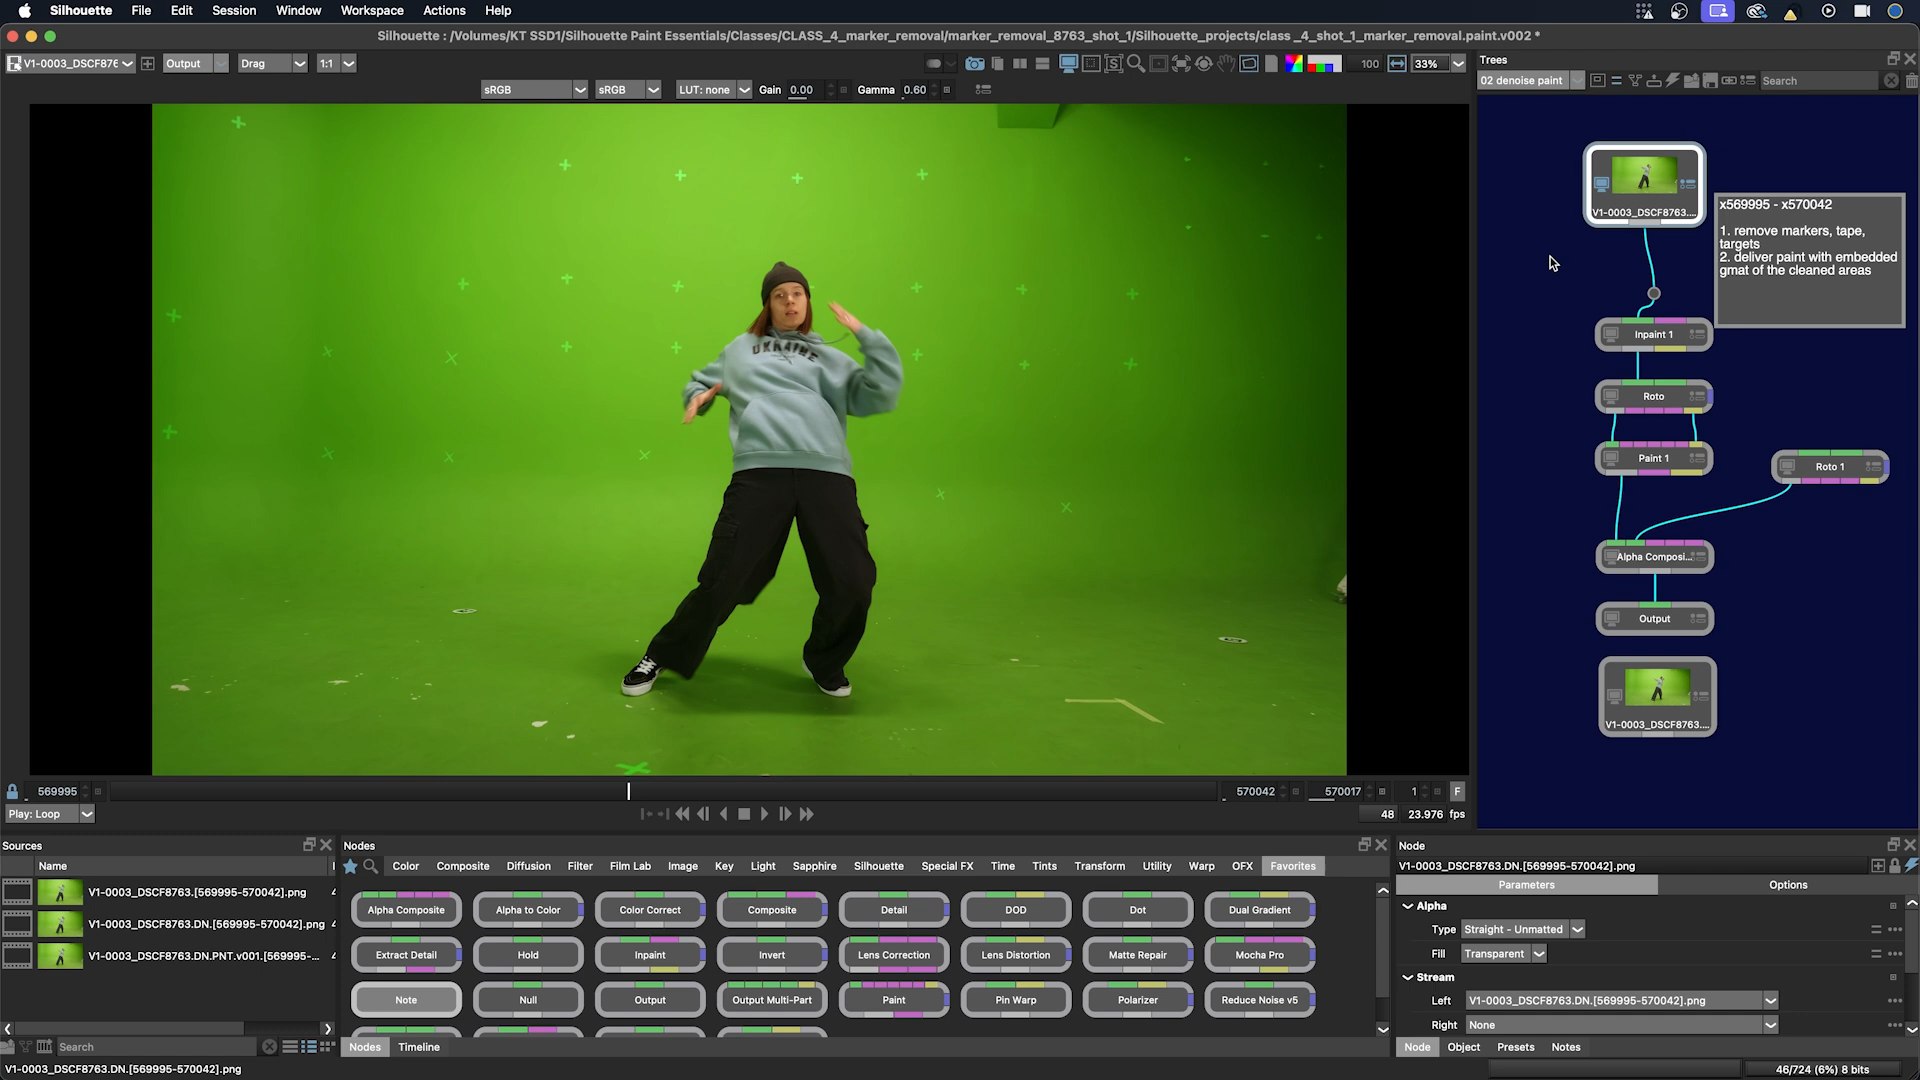 Silhouette File Edit Session Window Workspace Actions Help
Silhouette : /Volumes/KT SSD1/Silhouette Paint Essentials/Classes/CLASS_4_marker_removal/marker_removal_8763_shot_1/Silhouette_projects/class _4_shot_1_marker_removal.paint.v002 *
V1-0003_DSCF876 Output Drag 1:1 100 33%
sRGB sRGB LUT: none Gain 0.00 Gamma 0.60
Trees
02 denoise paint Search
V1-0003_DSCF8763....
x569995 - x570042
1. remove markers, tape,
targets
2. deliver paint with embedded
gmat of the cleaned areas
Inpaint 1
Roto
Paint 1
Roto 1
Alpha Composi...
Output
V1-0003_DSCF8763....
UKRAINE
569995 570042 570017 1 F
Play: Loop 48 23.976 fps
Sources
Name
V1-0003_DSCF8763.[569995-570042].png
V1-0003_DSCF8763.DN.[569995-570042].png
V1-0003_DSCF8763.DN.PNT.v001.[569995-...
Search
V1-0003_DSCF8763.DN.[569995-570042].png
Nodes
Color Composite Diffusion Filter Film Lab Image Key Light Sapphire Silhouette Special FX Time Tints Transform Utility Warp OFX Favorites
Alpha Composite Alpha to Color Color Correct Composite Detail DOD Dot Dual Gradient
Extract Detail Hold Inpaint Invert Lens Correction Lens Distortion Matte Repair Mocha Pro
Note Null Output Output Multi-Part Paint Pin Warp Polarizer Reduce Noise v5
Nodes Timeline
Node
V1-0003_DSCF8763.DN.[569995-570042].png
Parameters Options
Alpha
Type Straight - Unmatted
Fill Transparent
Stream
Left V1-0003_DSCF8763.DN.[569995-570042].png
Right None
Node Object Presets Notes
46/724 (6%) 8 bits